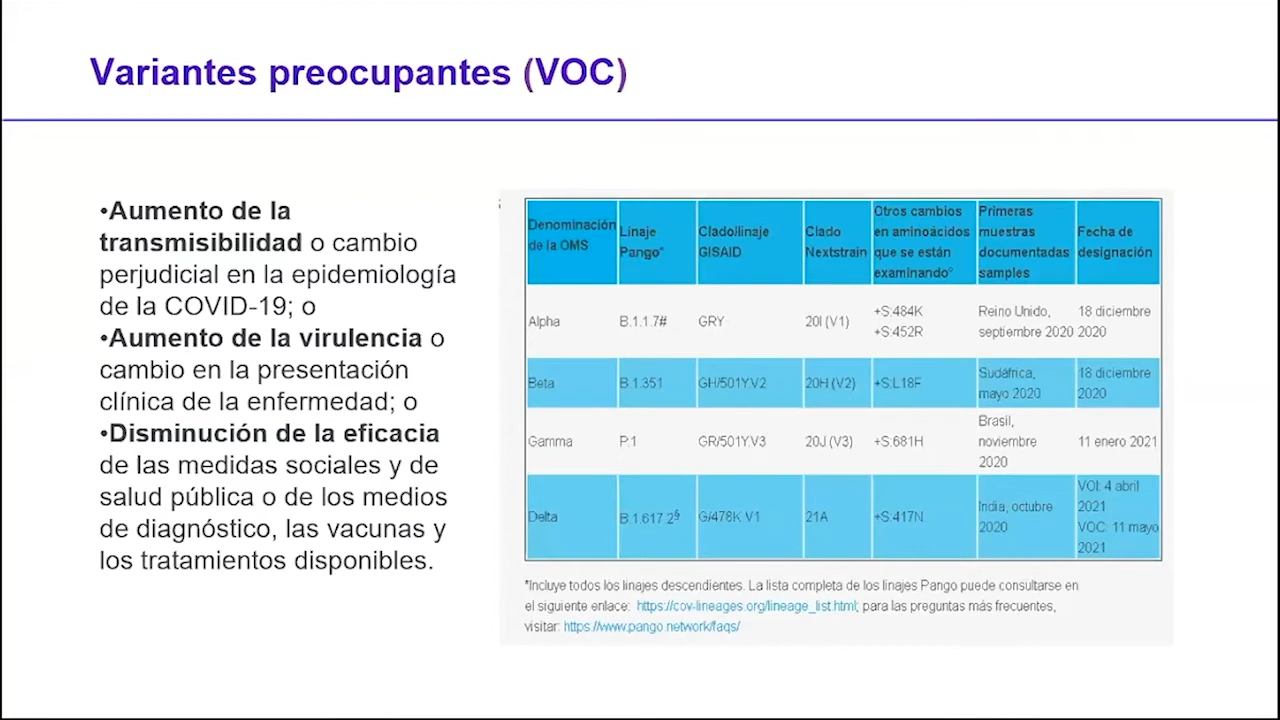 Variantes preocupantes (VOC)
•Aumento de la
transmisibilidad o cambio
perjudicial en la epidemiología
de la COVID-19; o
•Aumento de la virulencia o
cambio en la presentación
clínica de la enfermedad; o
•Disminución de la eficacia
de las medidas sociales y de
salud pública o de los medios
de diagnóstico, las vacunas y
los tratamientos disponibles.
Denominación
de la OMS
Linaje
Pango*
Clado/linaje
GISAID
Clado
Nextstrain
Otros cambios
en aminoácidos
que se están
examinando°
Primeras
muestras
documentadas
samples
Fecha de
designación
Alpha
B.1.1.7#
GRY
20I (V1)
+S:484K
+S:452R
Reino Unido,
septiembre 2020
18 diciembre
2020
Beta
B.1.351
GH/501Y.V2
20H (V2)
+S:L18F
Sudáfrica,
mayo 2020
18 diciembre
2020
Gamma
P.1
GR/501Y.V3
20J (V3)
+S:681H
Brasil,
noviembre
2020
11 enero 2021
Delta
B.1.617.2§
G/478K.V1
21A
+S:417N
India, octubre
2020
VOI: 4 abril
2021
VOC: 11 mayo
2021
*Incluye todos los linajes descendientes. La lista completa de los linajes Pango puede consultarse en
el siguiente enlace: https://cov-lineages.org/lineage_list.html; para las preguntas más frecuentes,
visitar: https://www.pango.network/faqs/